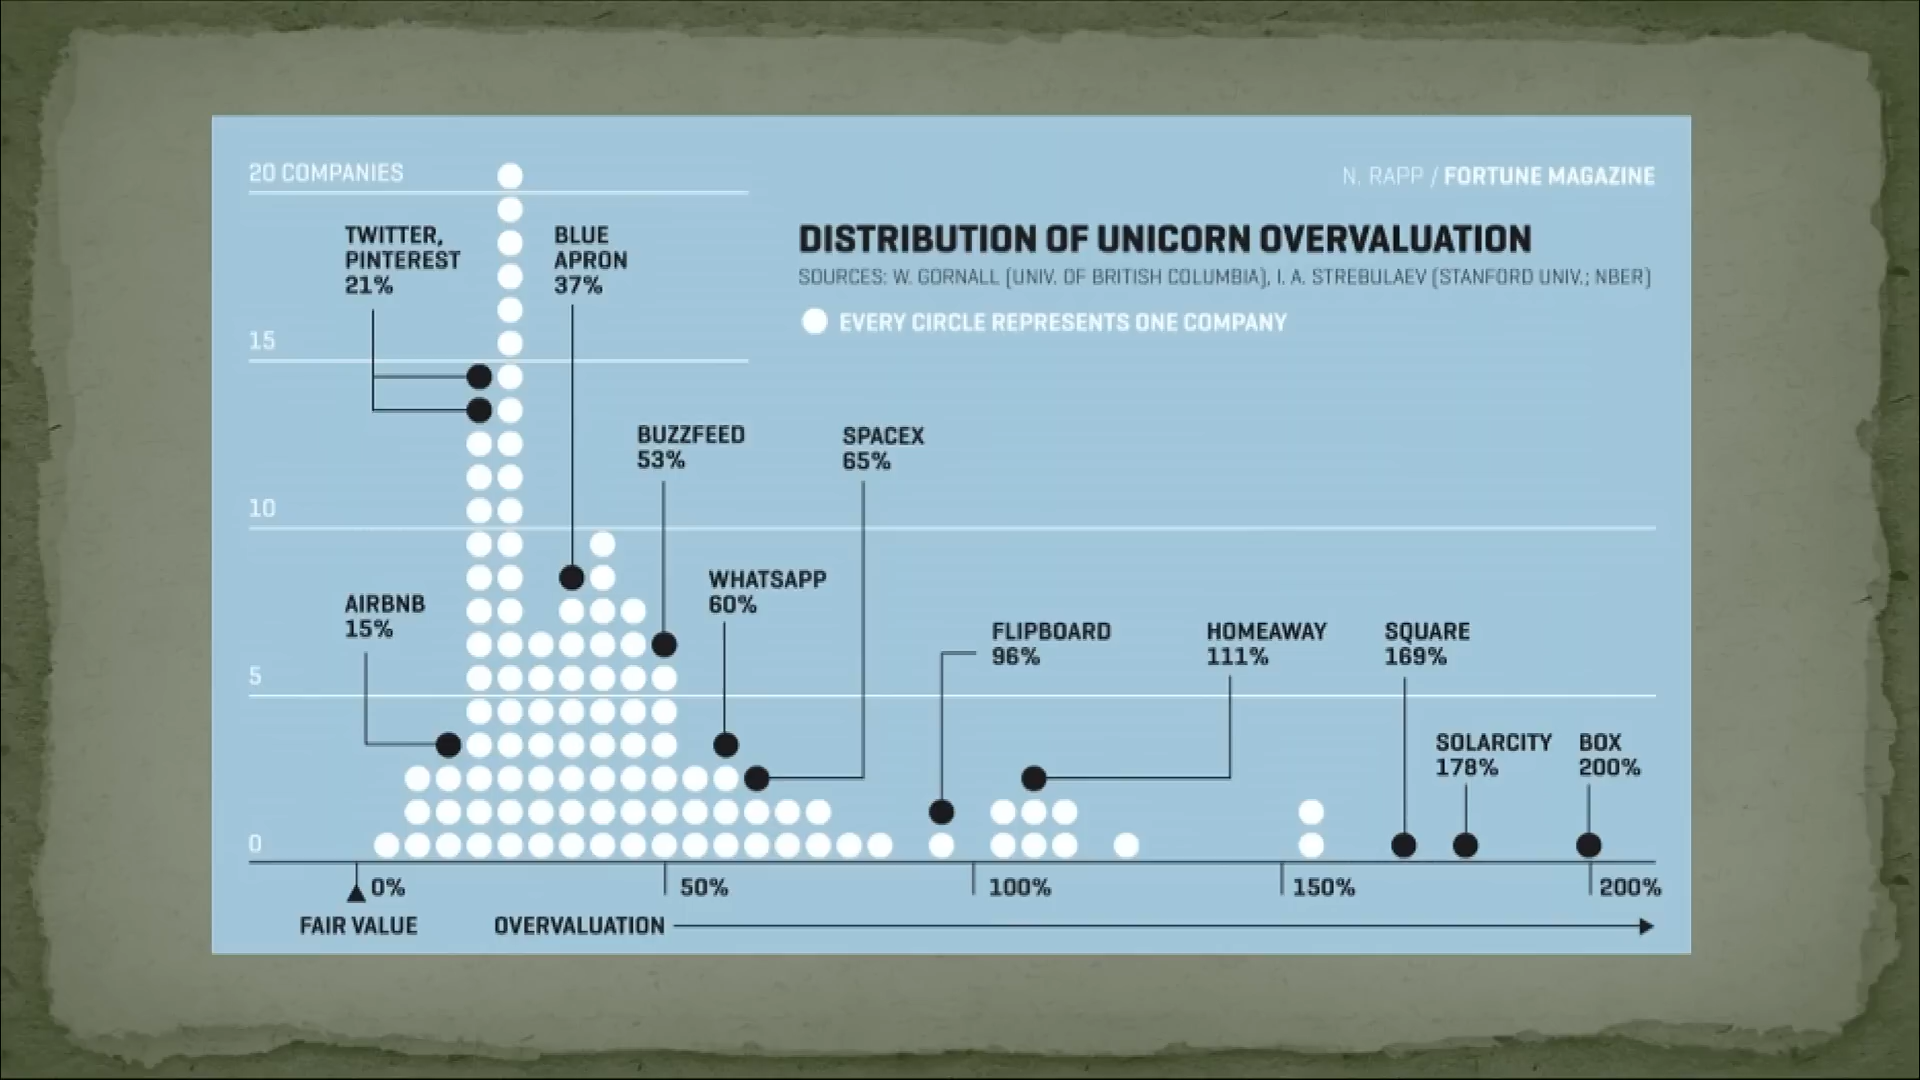 20 COMPANIES
N. RAPP / FORTUNE MAGAZINE
DISTRIBUTION OF UNICORN OVERVALUATION
SOURCES: W. GORNALL (UNIV. OF BRITISH COLUMBIA), I. A. STREBULAEV (STANFORD UNIV.; NBER)
EVERY CIRCLE REPRESENTS ONE COMPANY
TWITTER,
PINTEREST
21%
BLUE
APRON
37%
15
BUZZFEED
53%
SPACEX
65%
10
WHATSAPP
60%
AIRBNB
15%
FLIPBOARD
96%
HOMEAWAY
111%
SQUARE
169%
5
SOLARCITY
178%
BOX
200%
0
0%
50%
100%
150%
200%
FAIR VALUE
OVERVALUATION